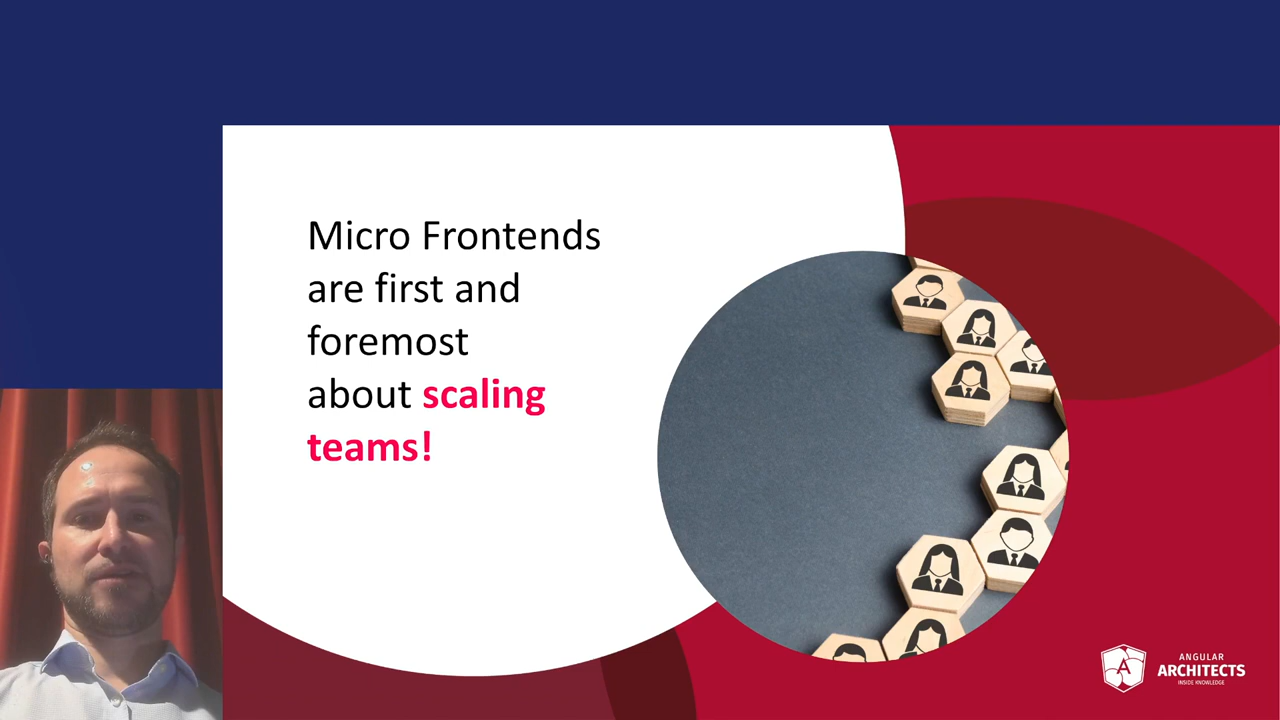 Micro Frontends
are first and
foremost
about scaling
teams!
ANGULAR
ARCHITECTS
INSIDE KNOWLEDGE